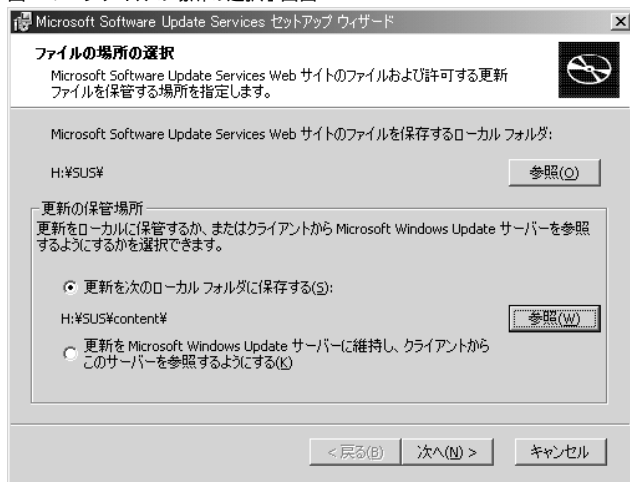 Microsoft Software Update Services セットアップ ウィザード
ファイルの場所の選択
Microsoft Software Update Services Web サイトのファイルおよび許可する更新
ファイルを保管する場所を指定します。
Microsoft Software Update Services Web サイトのファイルを保存するローカル フォルダ:
H:¥SUS¥
参照(O)
更新の保管場所
更新をローカルに保管するか、またはクライアントから Microsoft Windows Update サーバーを参照
するようにするかを選択できます。
更新を次のローカル フォルダに保存する(S):
H:¥SUS¥content¥
参照(W)
更新を Microsoft Windows Update サーバーに維持し、クライアントから
このサーバーを参照するようにする(K)
< 戻る(B)
次へ(N) >
キャンセル